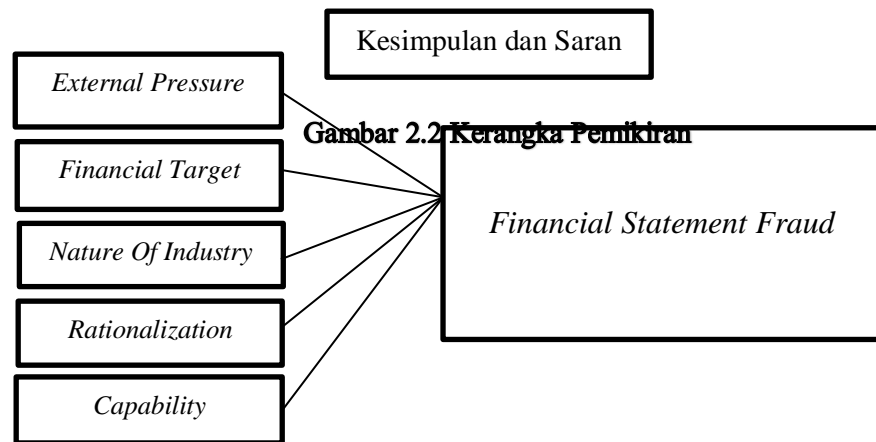 Kesimpulan dan Saran
External Pressure
Gambar 2.2 Kerangka Pemikiran
Financial Target
Financial Statement Fraud
Nature Of Industry
Rationalization
Capability